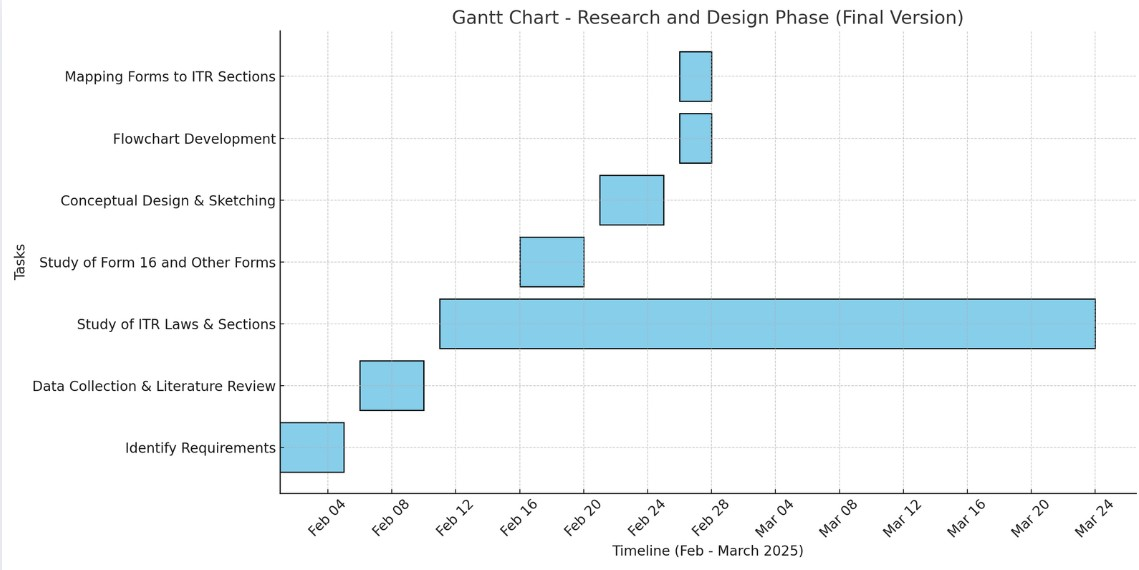 Gantt Chart - Research and Design Phase (Final Version)
Tasks
Mapping Forms to ITR Sections
Flowchart Development
Conceptual Design & Sketching
Study of Form 16 and Other Forms
Study of ITR Laws & Sections
Data Collection & Literature Review
Identify Requirements
Feb 04
Feb 08
Feb 12
Feb 16
Feb 20
Feb 24
Feb 28
Mar 04
Mar 08
Mar 12
Mar 16
Mar 20
Mar 24
Timeline (Feb - March 2025)